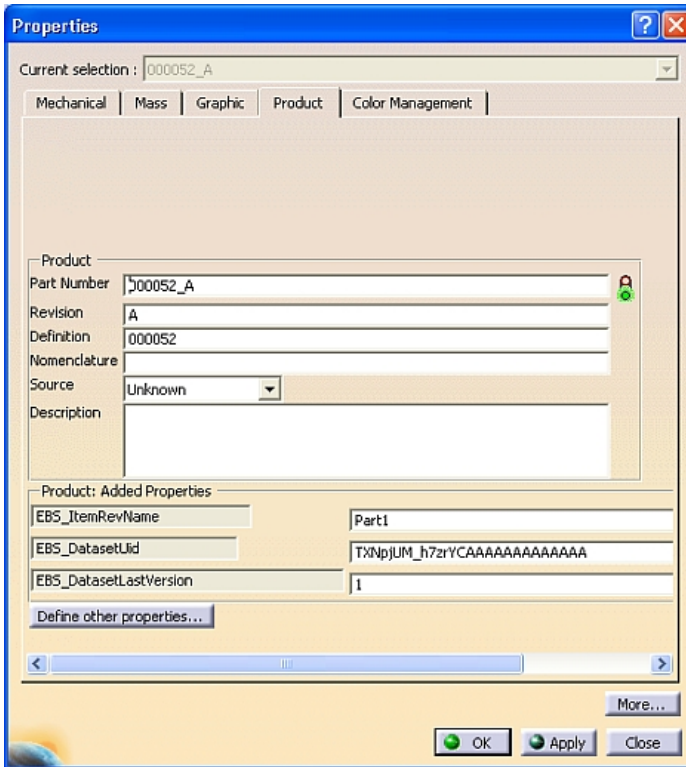 Properties
Current selection : 000052_A
Mechanical Mass Graphic Product Color Management
Product
Part Number 000052_A
Revision A
Definition 000052
Nomenclature
Source Unknown
Description
Product: Added Properties
EBS_ItemRevName Part1
EBS_DatasetUid TXNpjUM_h7zrYCAAAAAAAAAAAAA
EBS_DatasetLastVersion 1
Define other properties...
More...
OK Apply Close